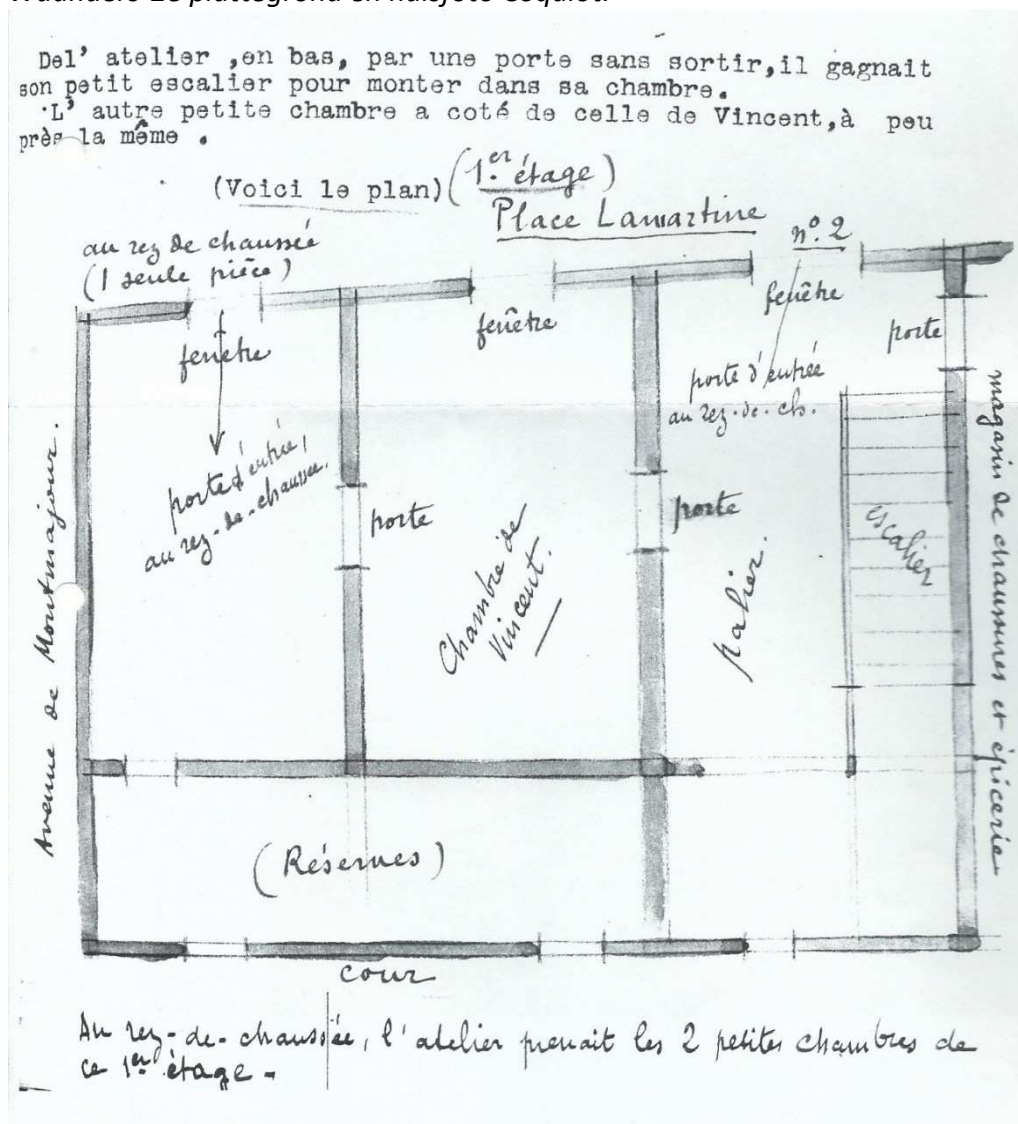 Del' atelier ,en bas, par une porte sans sortir,il gagnait
son petit escalier pour monter dans sa chambre.
L' autre petite chambre a coté de celle de Vincent,à peu
près la même .
(Voici le plan) (1.er étage)
Place Lamartine
au rez de chaussée
(1 seule pièce)
nº. 2
fenêtre
fenêtre
fenêtre
porte
porte d'entrée
au rez-de-ch.
porte d'entrée,
au rez-de-chaussée.
porte
Chambre de
Vincent.
porte
palier.
escalier
Avenue de Montmajour.
magasin de chaussures et épicerie
(Réserves)
cour
Au rez-de-chaussée, l'atelier prenait les 2 petites chambres de
ce 1er étage -